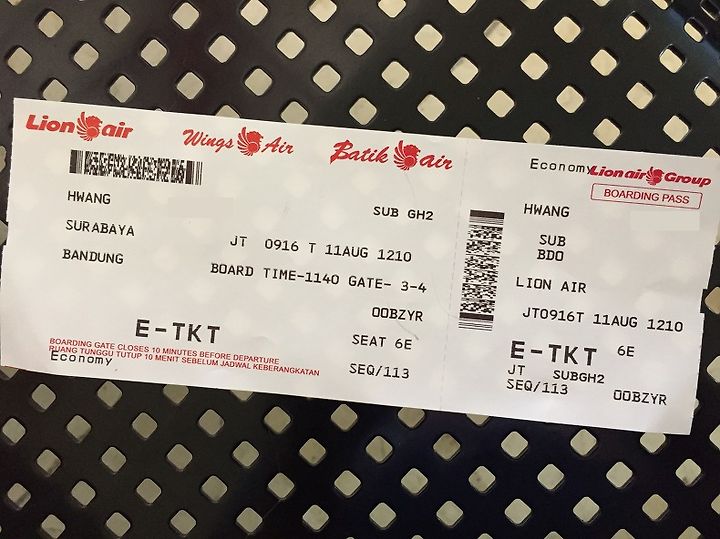 Lion air
Wings Air
Batik air
HWANG
SUB GH2
SURABAYA
JT 0916 T 11AUG 1210
BANDUNG
BOARD TIME-1140 GATE- 3-4
OOBZYR
E-TKT
SEAT 6E
BOARDING GATE CLOSES 10 MINUTES BEFORE DEPARTURE
RUANG TUNGGU TUTUP 10 MENIT SEBELUM JADWAL KEBERANGKATAN
Economy
SEQ/113
Economy
Lion air Group
BOARDING PASS
HWANG
SUB
BDO
LION AIR
JT0916T 11AUG 1210
E-TKT 6E
JT SUBGH2
SEQ/113 OOBZYR